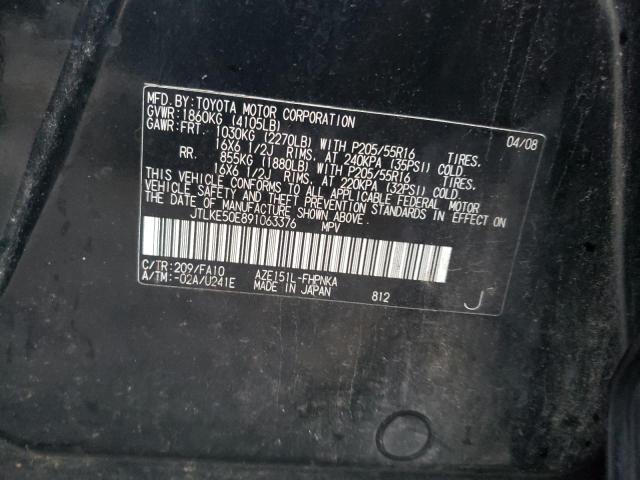 MFD. BY: TOYOTA MOTOR CORPORATION 04/08
GVWR: 1860KG (4105LB)
GAWR: FRT. 1030KG (2270LB) WITH P205/55R16 TIRES.
16X6 1/2J RIMS, AT 240KPA (35PSI) COLD.
RR. 855KG (1880LB) WITH P205/55R16 TIRES.
16X6 1/2J RIMS, AT 220KPA (32PSI) COLD.
THIS VEHICLE CONFORMS TO ALL APPLICABLE FEDERAL MOTOR
VEHICLE SAFETY AND THEFT PREVENTION STANDARDS IN EFFECT ON
THE DATE OF MANUFACTURE SHOWN ABOVE.
JTLKE50E891063376 MPV
C/TR: 209/FA10 AZE151L-FHPNKA
A/TM: -02A/U241E MADE IN JAPAN 812 J